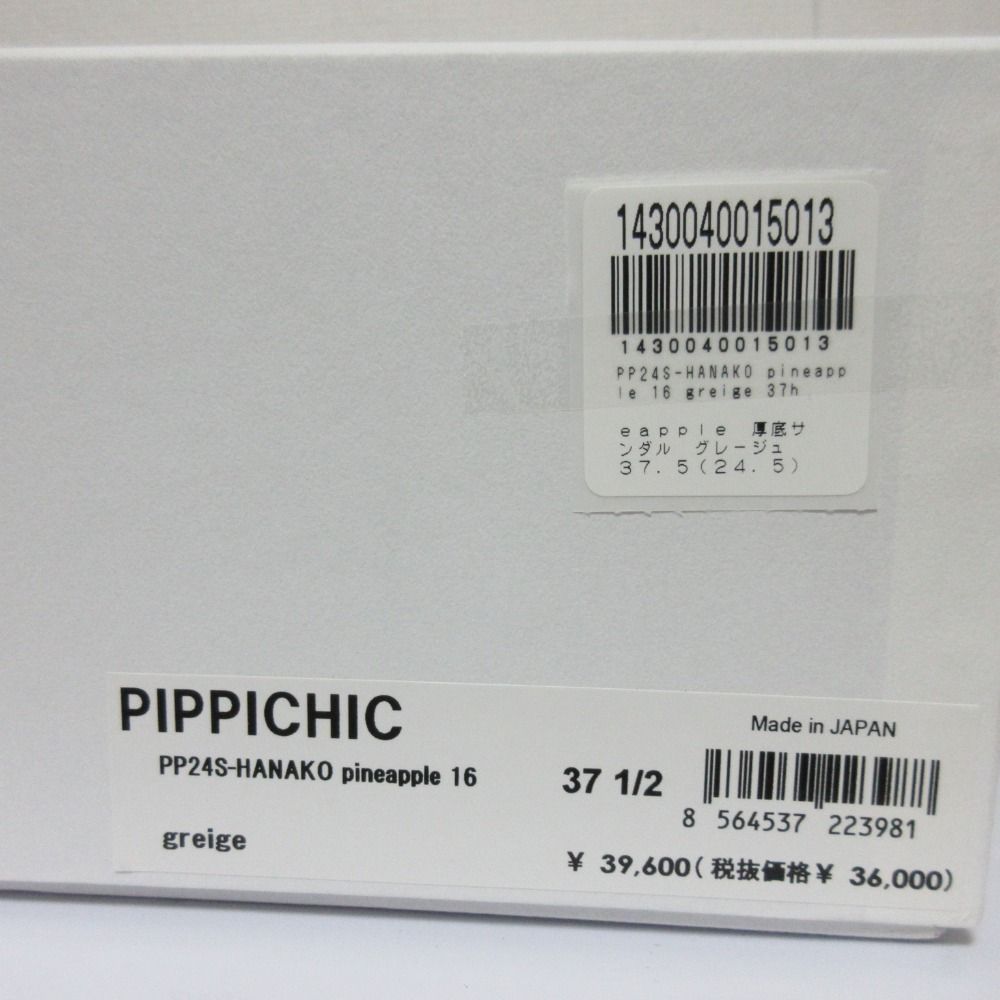 1430040015013
1430040015013
PP24S-HANAKO pineapp
le 16 greige 37h
ｅａｐｐｌｅ　厚底サ
ンダル　グレージュ
３７．５（２４．５）
PIPPICHIC
Made in JAPAN
PP24S-HANAKO pineapple 16
37 1/2
8 564537 223981
greige
¥ 39,600(税抜価格¥ 36,000)